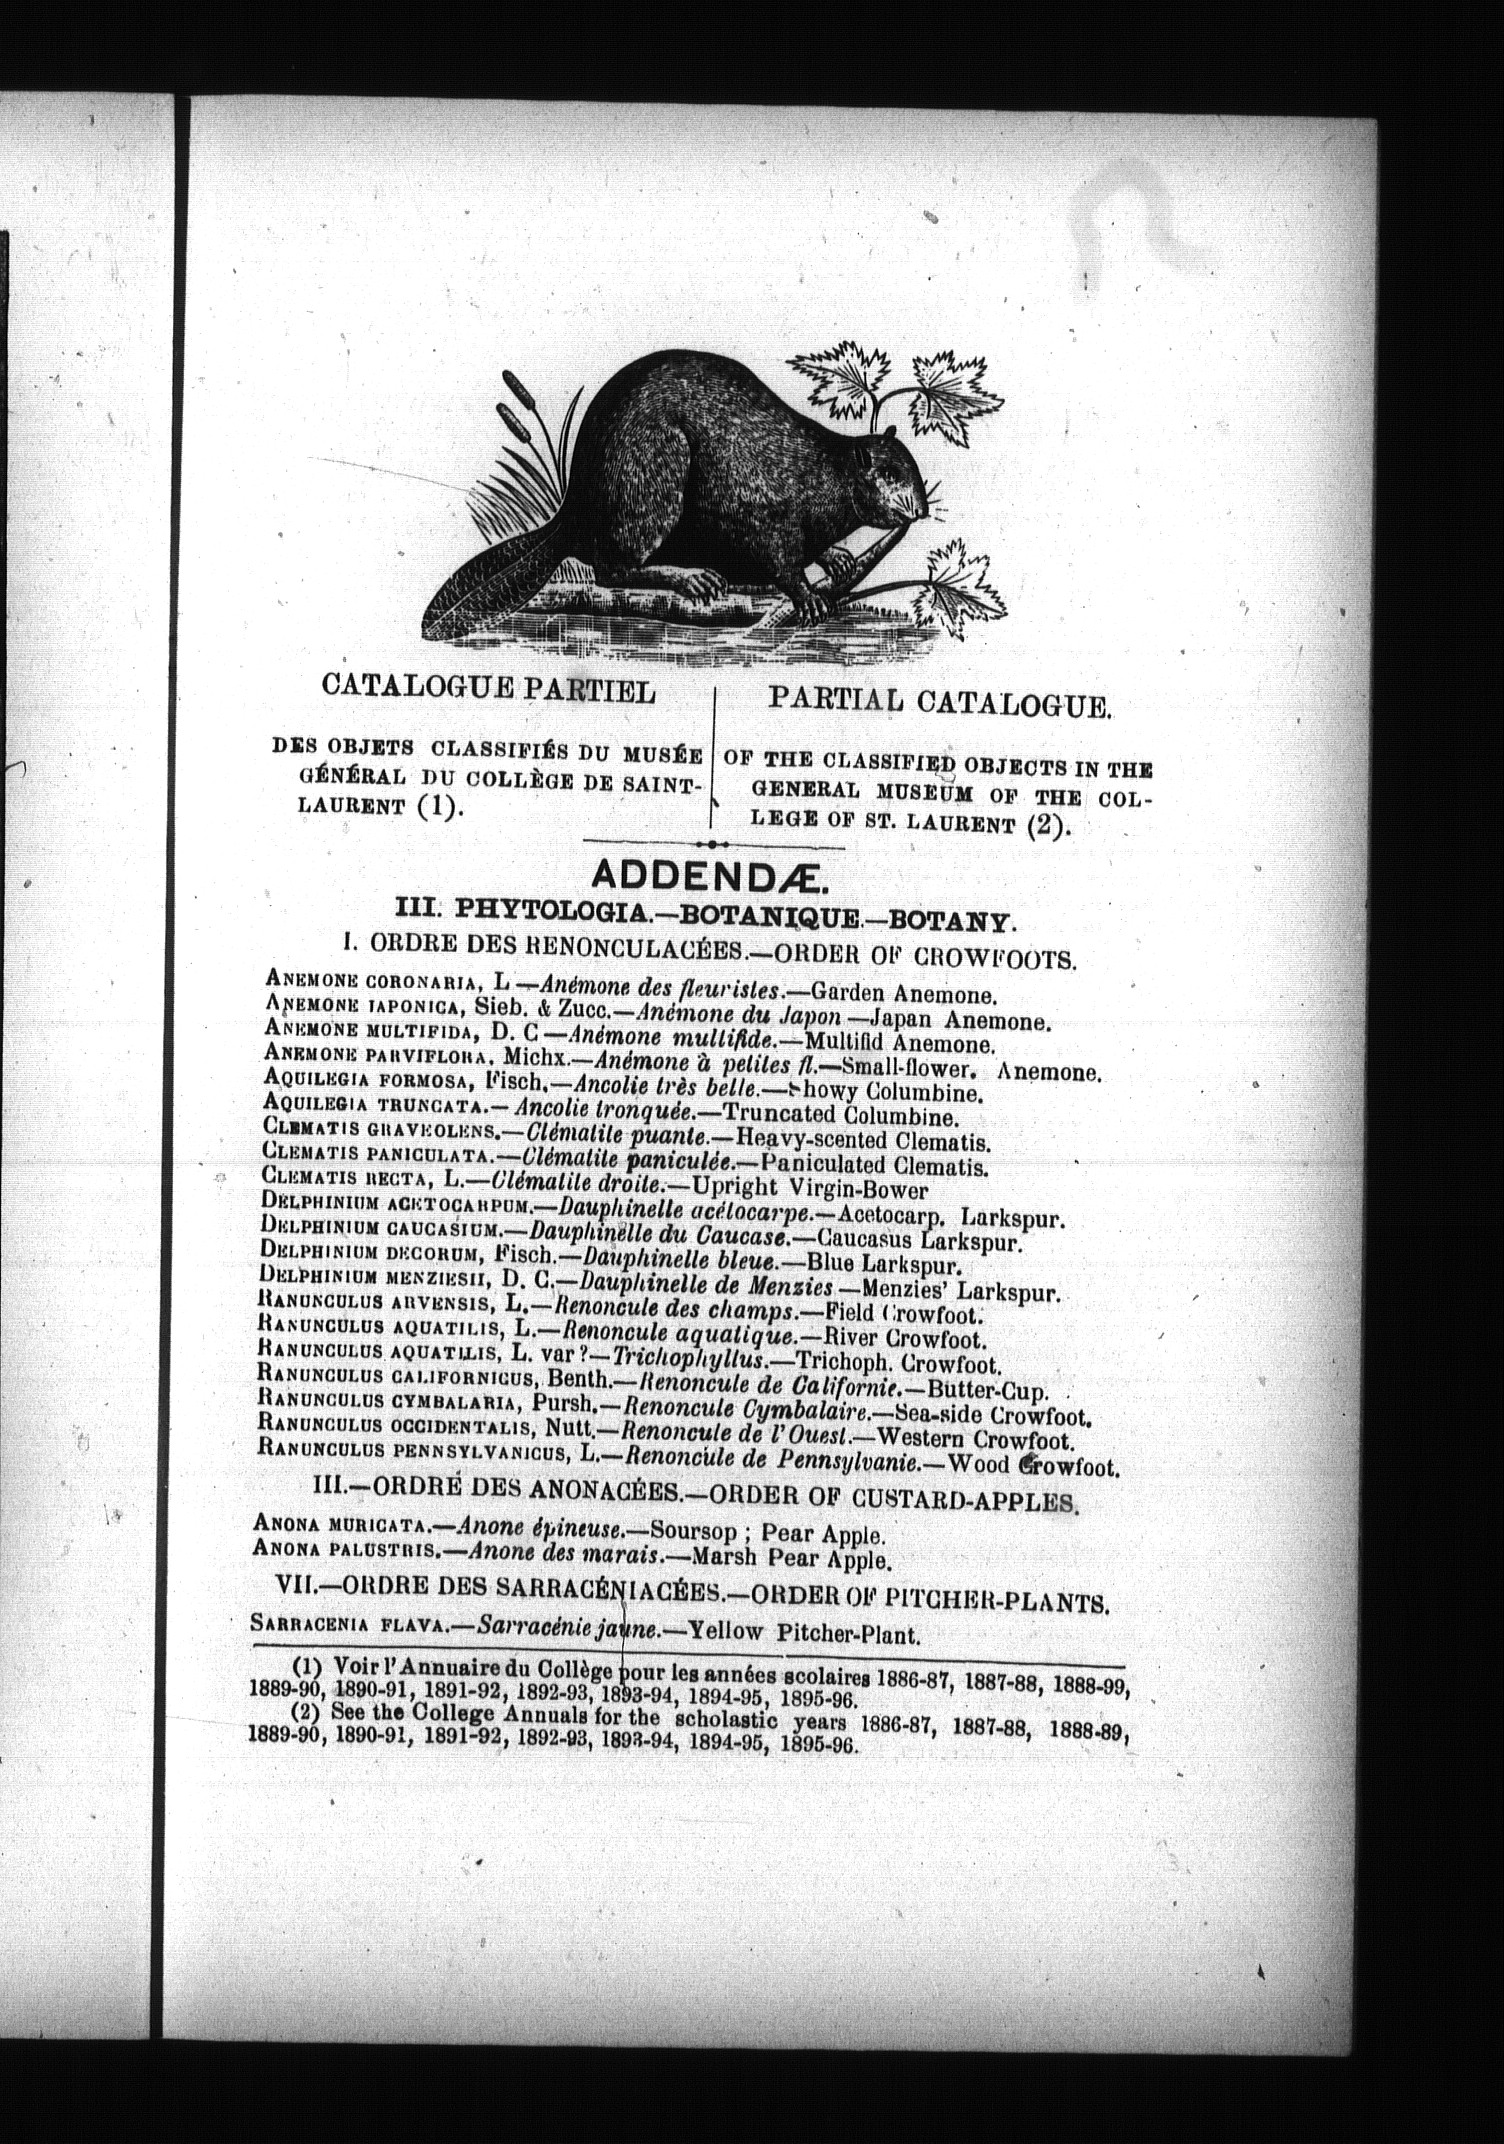 CATALOGUE PARTIEL
DES OBJETS CLASSIFIÉS DU MUSÉE
GÉNÉRAL DU COLLÈGE DE SAINT-
LAURENT (1).
PARTIAL CATALOGUE.
OF THE CLASSIFIED OBJECTS IN THE
GENERAL MUSEUM OF THE COL-
LEGE OF ST. LAURENT (2).
ADDENDÆ.
III. PHYTOLOGIA.—BOTANIQUE.—BOTANY.
I. ORDRE DES RENONCULACÉES.—ORDER OF CROWFOOTS.
ANEMONE CORONARIA, L —Anémone des fleuristes.—Garden Anemone.
ANEMONE IAPONICA, Sieb. & Zucc.—Anémone du Japon —Japan Anemone.
ANEMONE MULTIFIDA, D. C —Anémone multifide.—Multifid Anemone.
ANEMONE PARVIFLORA. Michx.—Anémone à petites fl.—Small-flower. Anemone.
AQUILEGIA FORMOSA, Fisch.—Ancolie très belle.—Showy Columbine.
AQUILEGIA TRUNCATA.—Ancolie tronquée.—Truncated Columbine.
CLEMATIS GRAVEOLENS.—Clématite puante.—Heavy-scented Clematis.
CLEMATIS PANICULATA.—Clématite paniculée.—Paniculated Clematis.
CLEMATIS RECTA, L.—Clématite droite.—Upright Virgin-Bower
DELPHINIUM ACETOCARPUM.—Dauphinelle acétocarpe.—Acetocarp. Larkspur.
DELPHINIUM CAUCASIUM.—Dauphinelle du Caucase.—Caucasus Larkspur.
DELPHINIUM DECORUM, Fisch.—Dauphinelle bleue.—Blue Larkspur.
DELPHINIUM MENZIESII, D. C.—Dauphinelle de Menzies —Menzies' Larkspur.
RANUNCULUS ARVENSIS, L.—Renoncule des champs.—Field Crowfoot.
RANUNCULUS AQUATILIS, L.—Renoncule aquatique.—River Crowfoot.
RANUNCULUS AQUATILIS, L. var ?—Trichophyllus.—Trichoph. Crowfoot.
RANUNCULUS CALIFORNICUS, Benth.—Renoncule de Californie.—Butter-Cup.
RANUNCULUS CYMBALARIA, Pursh.—Renoncule Cymbalaire.—Sea-side Crowfoot.
RANUNCULUS OCCIDENTALIS, Nutt.—Renoncule de l'Ouest.—Western Crowfoot.
RANUNCULUS PENNSYLVANICUS, L.—Renoncule de Pennsylvanie.—Wood Crowfoot.
III.—ORDRE DES ANONACÉES.—ORDER OF CUSTARD-APPLES.
ANONA MURICATA.—Anone épineuse.—Soursop ; Pear Apple.
ANONA PALUSTRIS.—Anone des marais.—Marsh Pear Apple.
VII.—ORDRE DES SARRACÉNIACÉES.—ORDER OF PITCHER-PLANTS.
SARRACENIA FLAVA.—Sarracénie jaune.—Yellow Pitcher-Plant.
(1) Voir l'Annuaire du Collège pour les années scolaires 1886-87, 1887-88, 1888-99,
1889-90, 1890-91, 1891-92, 1892-93, 1893-94, 1894-95, 1895-96.
(2) See the College Annuals for the scholastic years 1886-87, 1887-88, 1888-89,
1889-90, 1890-91, 1891-92, 1892-93, 1893-94, 1894-95, 1895-96.